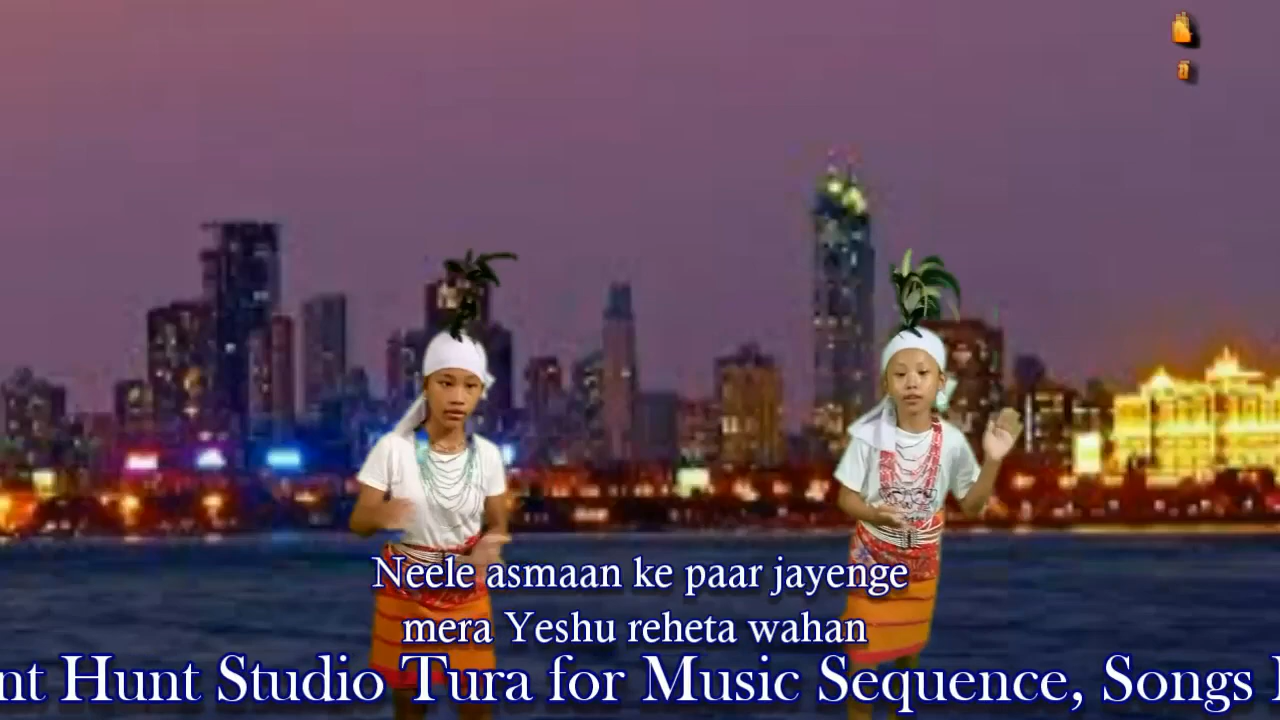 Neele asmaan ke paar jayenge
mera Yeshu reheta wahan
nt Hunt Studio Tura for Music Sequence, Songs